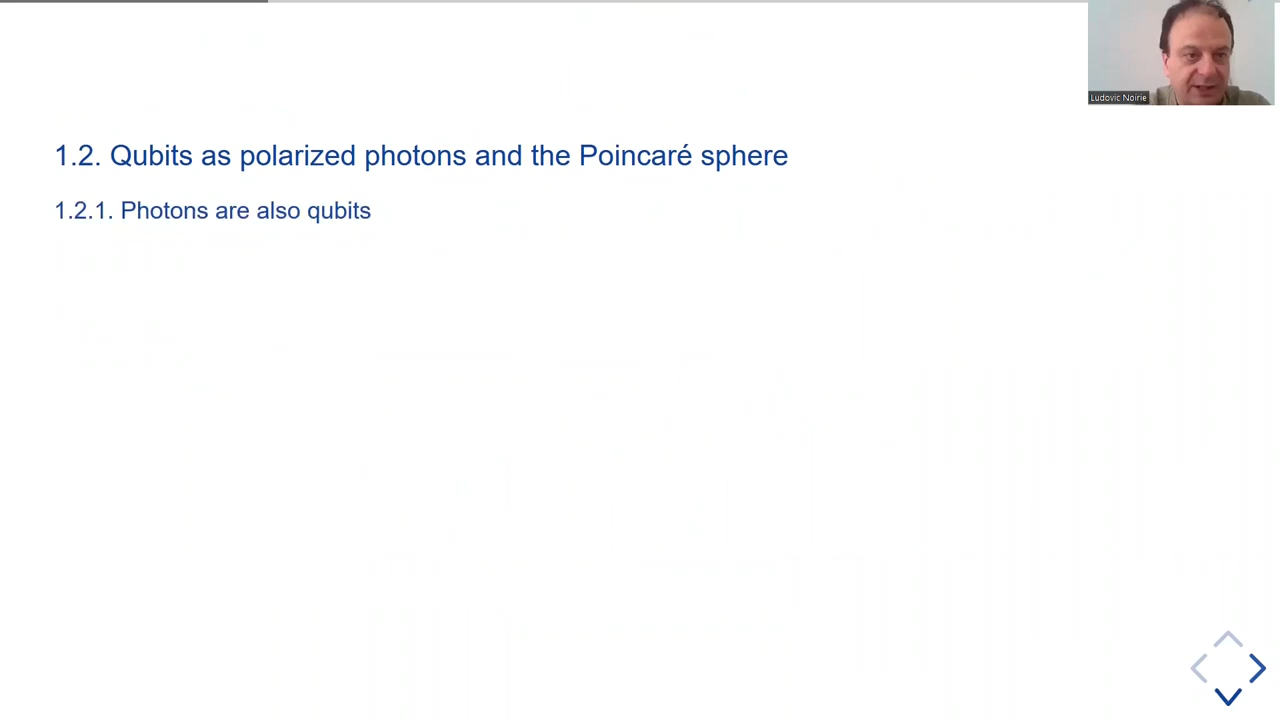 Ludovic Noirie
1.2. Qubits as polarized photons and the Poincaré sphere
1.2.1. Photons are also qubits